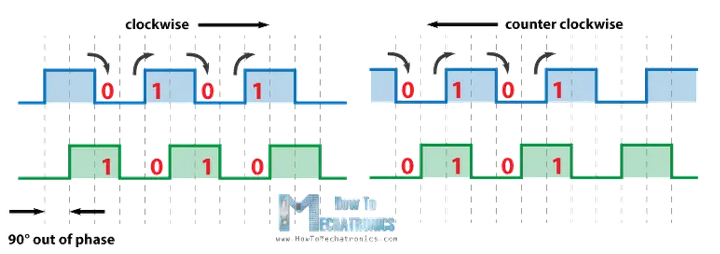 clockwise
counter clockwise
0 1 0 1
0 1 0 1
1 0 1 0
0 1 0 1
How To
Mechatronics
www.HowToMechatronics.com
90° out of phase